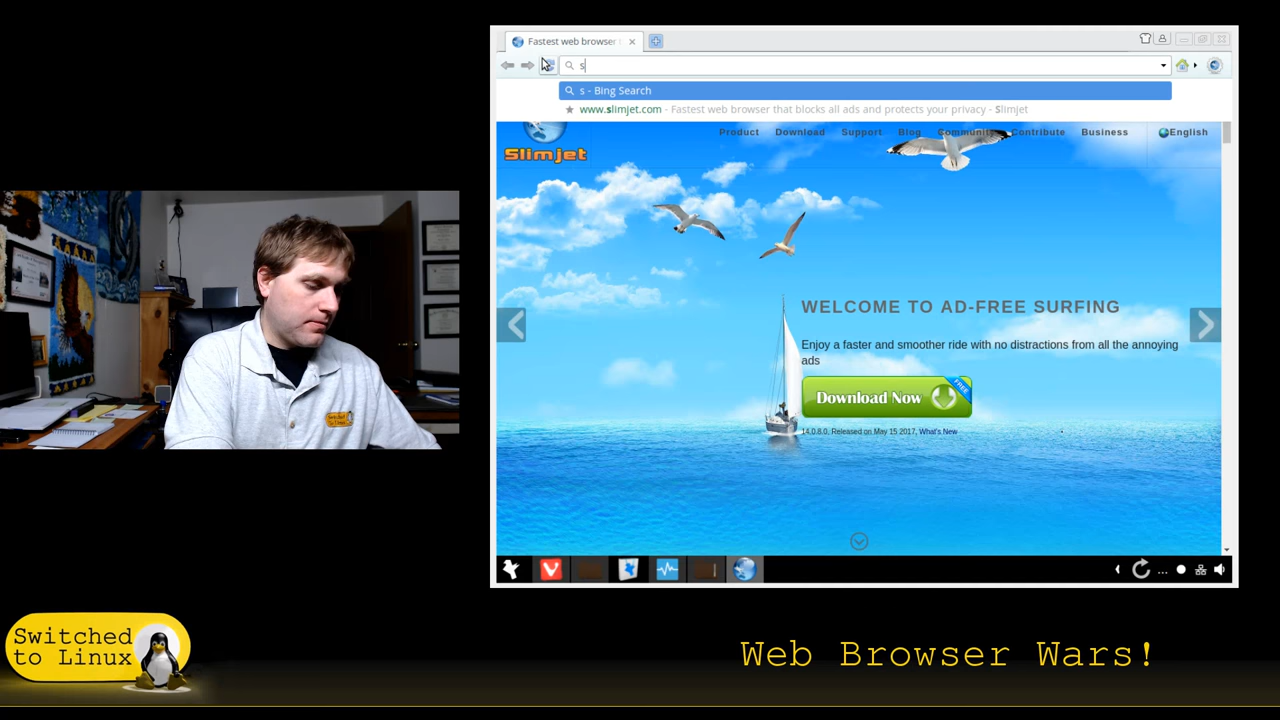 Fastest web browser
s
s - Bing Search
www.slimjet.com - Fastest web browser that blocks all ads and protects your privacy - Slimjet
Slimjet
Product Download Support Blog Community Contribute Business English
WELCOME TO AD-FREE SURFING
Enjoy a faster and smoother ride with no distractions from all the annoying
ads
Download Now
FREE
14.0.8.0, Released on May 15 2017, What's New
Switched
to Linux
Switched
to Linux
Web Browser Wars!